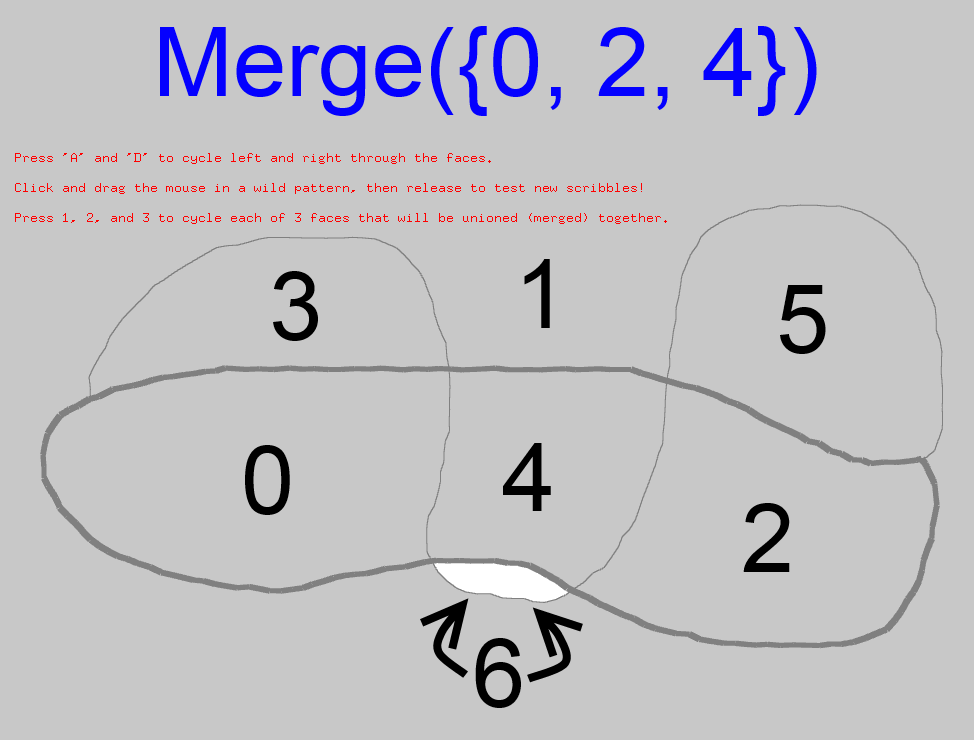 Merge({0, 2, 4})
Press 'A' and 'D' to cycle left and right through the faces.
Click and drag the mouse in a wild pattern, then release to test new scribbles!
Press 1, 2, and 3 to cycle each of 3 faces that will be unioned (merged) together.
3
1
5
0
4
2
6